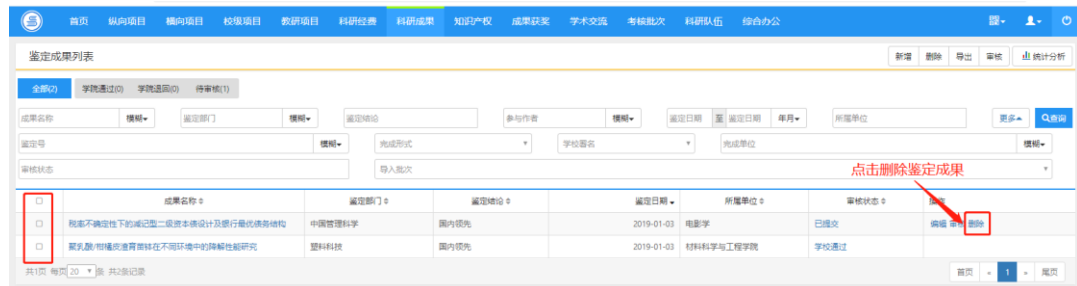 首页 纵向项目 横向项目 校级项目 教研项目 科研经费 科研成果 知识产权 成果获奖 学术交流 考核批次 科研队伍 综合办公
鉴定成果列表 新增 删除 导出 审核 统计分析
全部(2) 学院通过(0) 学院退回(0) 待审核(1)
成果名称 模糊 鉴定部门 模糊 鉴定结论 参与作者 模糊 鉴定日期 至 鉴定日期 年月 所属单位 更多 查询
鉴定号 模糊 完成形式 学校署名 完成单位 模糊
审核状态 导入批次 点击删除鉴定成果
成果名称 鉴定部门 鉴定结论 鉴定日期 所属单位 审核状态 操作
税率不确定性下的减记型二级资本债设计及银行最优债务结构 中国管理科学 国内领先 2019-01-03 电影学 已提交 编辑 审核 删除
聚乳酸/柑橘皮渣育苗钵在不同环境中的降解性能研究 塑料科技 国内领先 2019-01-03 材料科学与工程学院 学校通过
共1页 每页 20 条 共2条记录 首页 « 1 » 尾页